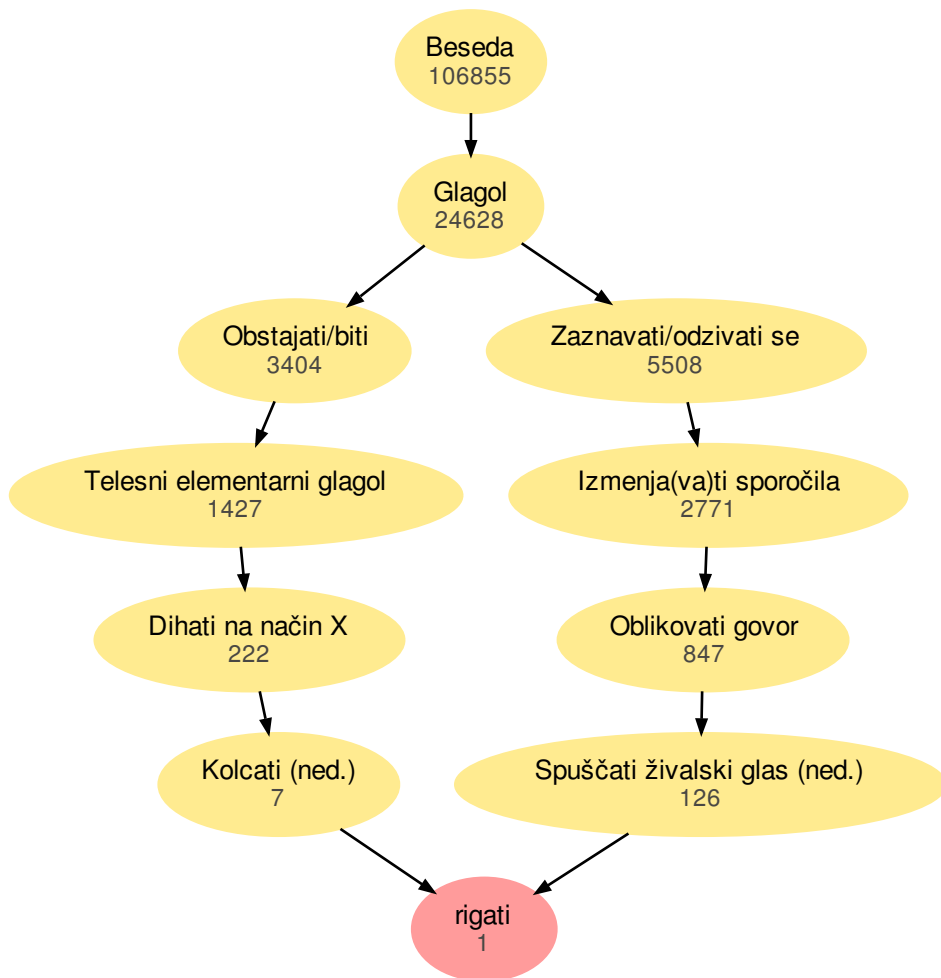 Beseda
106855
Glagol
24628
Obstajati/biti
3404
Zaznavati/odzivati se
5508
Telesni elementarni glagol
1427
Izmenja(va)ti sporočila
2771
Dihati na način X
222
Oblikovati govor
847
Kolcati (ned.)
7
Spuščati živalski glas (ned.)
126
rigati
1